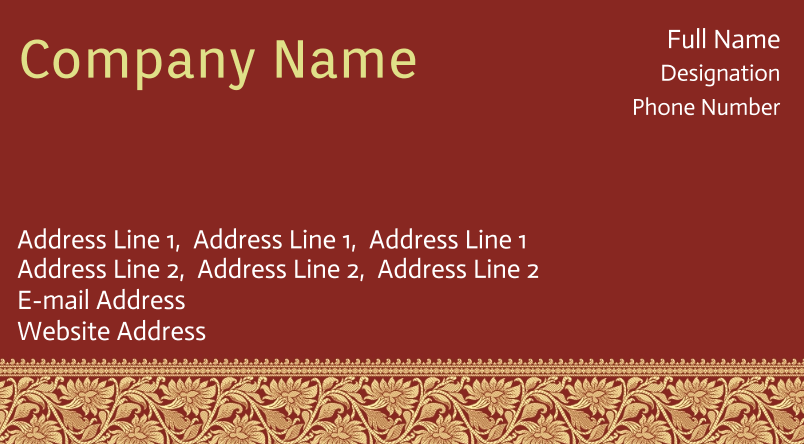 Company Name
Full Name
Designation
Phone Number
Address Line 1,  Address Line 1,  Address Line 1
Address Line 2,  Address Line 2,  Address Line 2
E-mail Address
Website Address